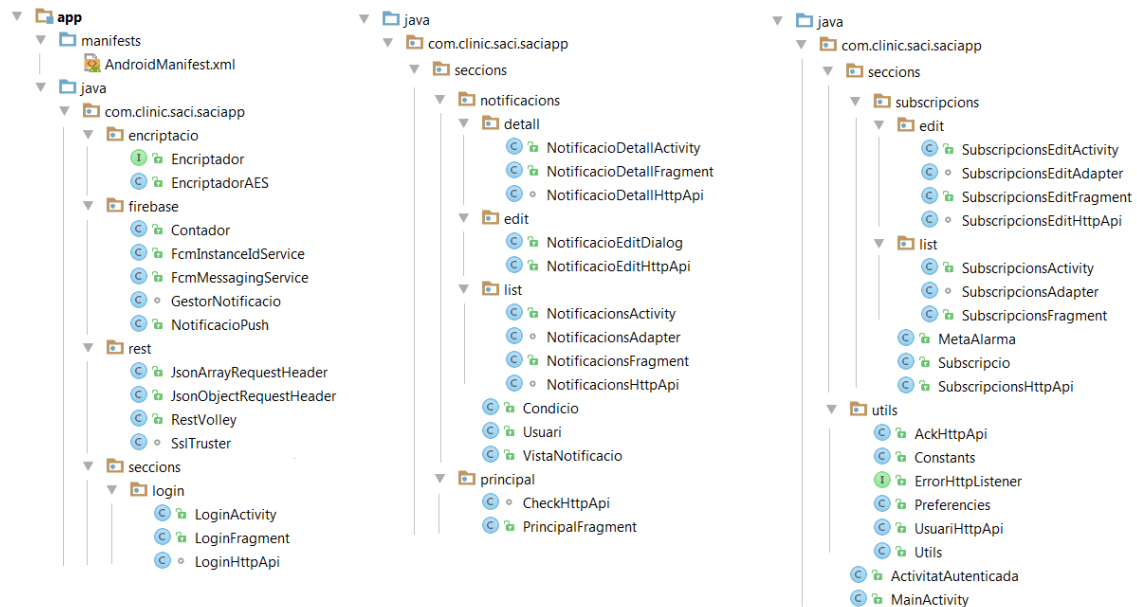 app
manifests
AndroidManifest.xml
java
com.clinic.saci.saciapp
encriptacio
Encriptador
EncriptadorAES
firebase
Contador
FcmInstanceIdService
FcmMessagingService
GestorNotificacio
NotificacioPush
rest
JsonArrayRequestHeader
JsonObjectRequestHeader
RestVolley
SslTruster
seccions
login
LoginActivity
LoginFragment
LoginHttpApi
java
com.clinic.saci.saciapp
seccions
notificacions
detall
NotificacioDetallActivity
NotificacioDetallFragment
NotificacioDetallHttpApi
edit
NotificacioEditDialog
NotificacioEditHttpApi
list
NotificacionsActivity
NotificacionsAdapter
NotificacionsFragment
NotificacionsHttpApi
Condicio
Usuari
VistaNotificacio
principal
CheckHttpApi
PrincipalFragment
java
com.clinic.saci.saciapp
seccions
subscripcions
edit
SubscripcionsEditActivity
SubscripcionsEditAdapter
SubscripcionsEditFragment
SubscripcionsEditHttpApi
list
SubscripcionsActivity
SubscripcionsAdapter
SubscripcionsFragment
MetaAlarma
Subscripcio
SubscripcionsHttpApi
utils
AckHttpApi
Constants
ErrorHttpListener
Preferencies
UsuariHttpApi
Utils
ActivitatAutenticada
MainActivity